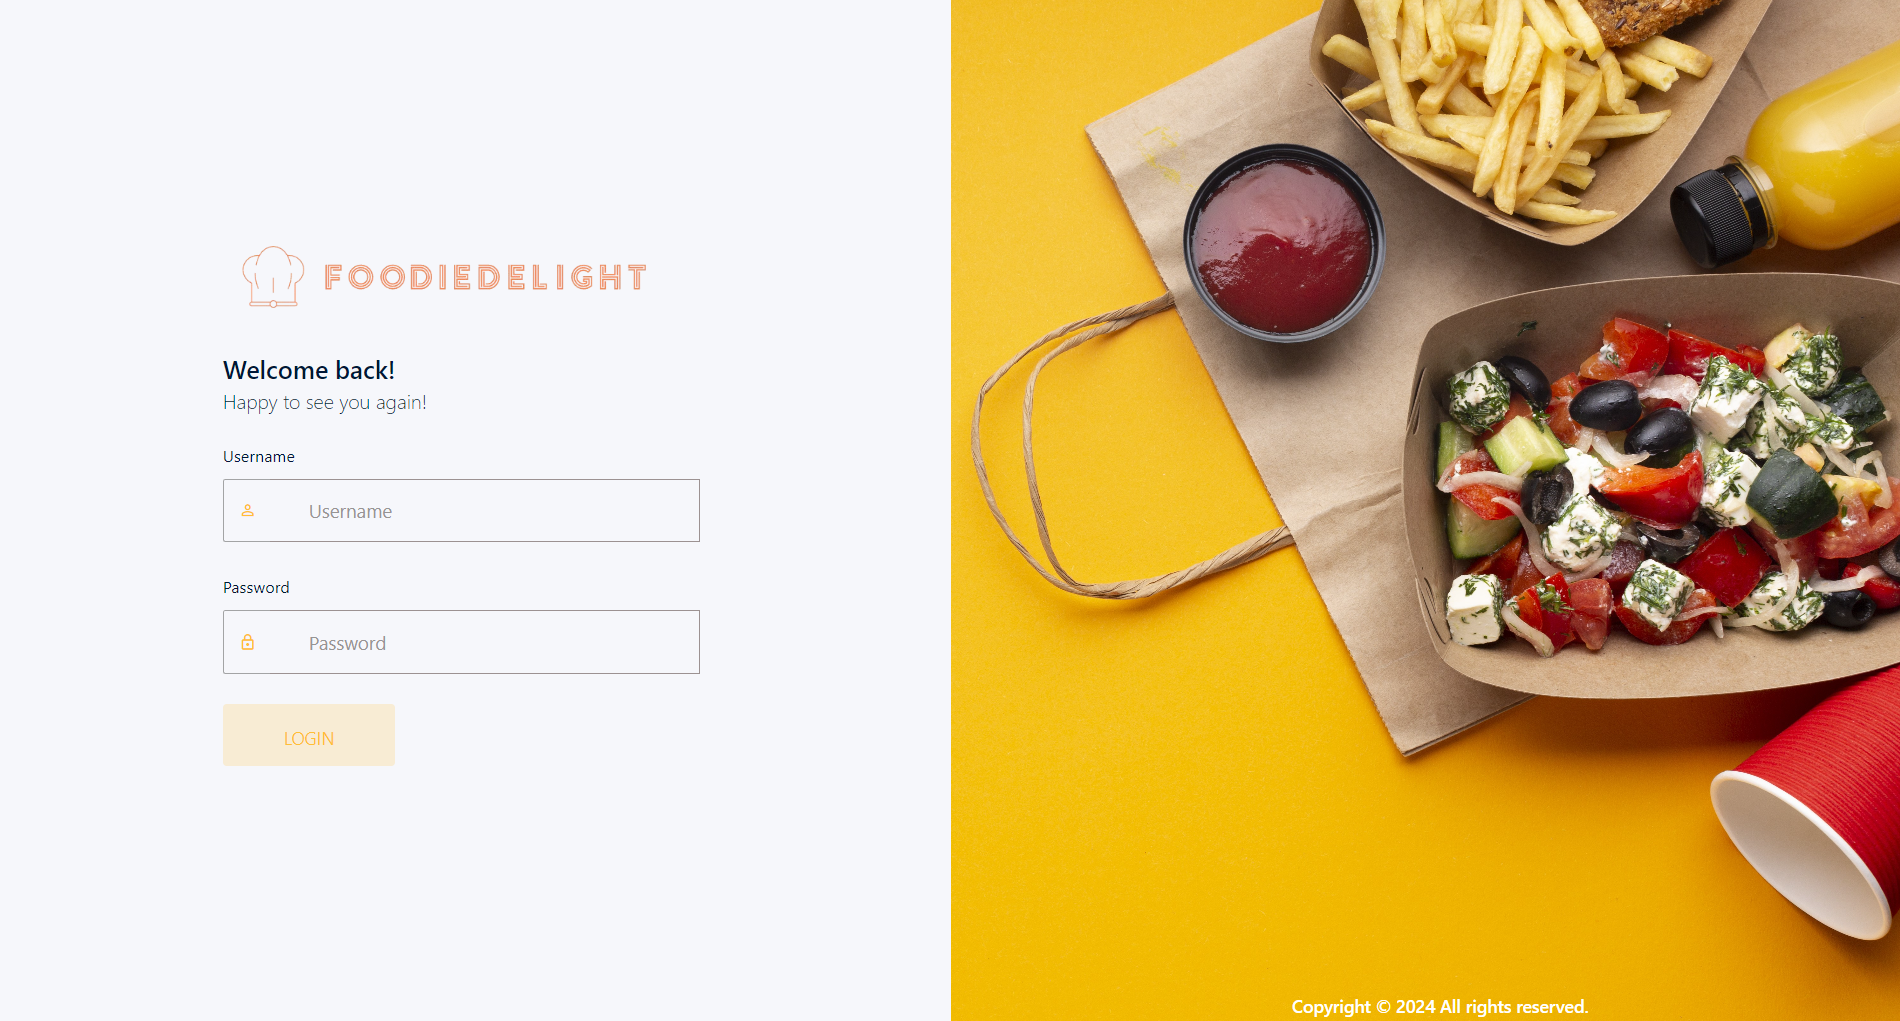 FOODIEDELIGHT
Welcome back!
Happy to see you again!
Username
Username
Password
Password
LOGIN
Copyright © 2024 All rights reserved.